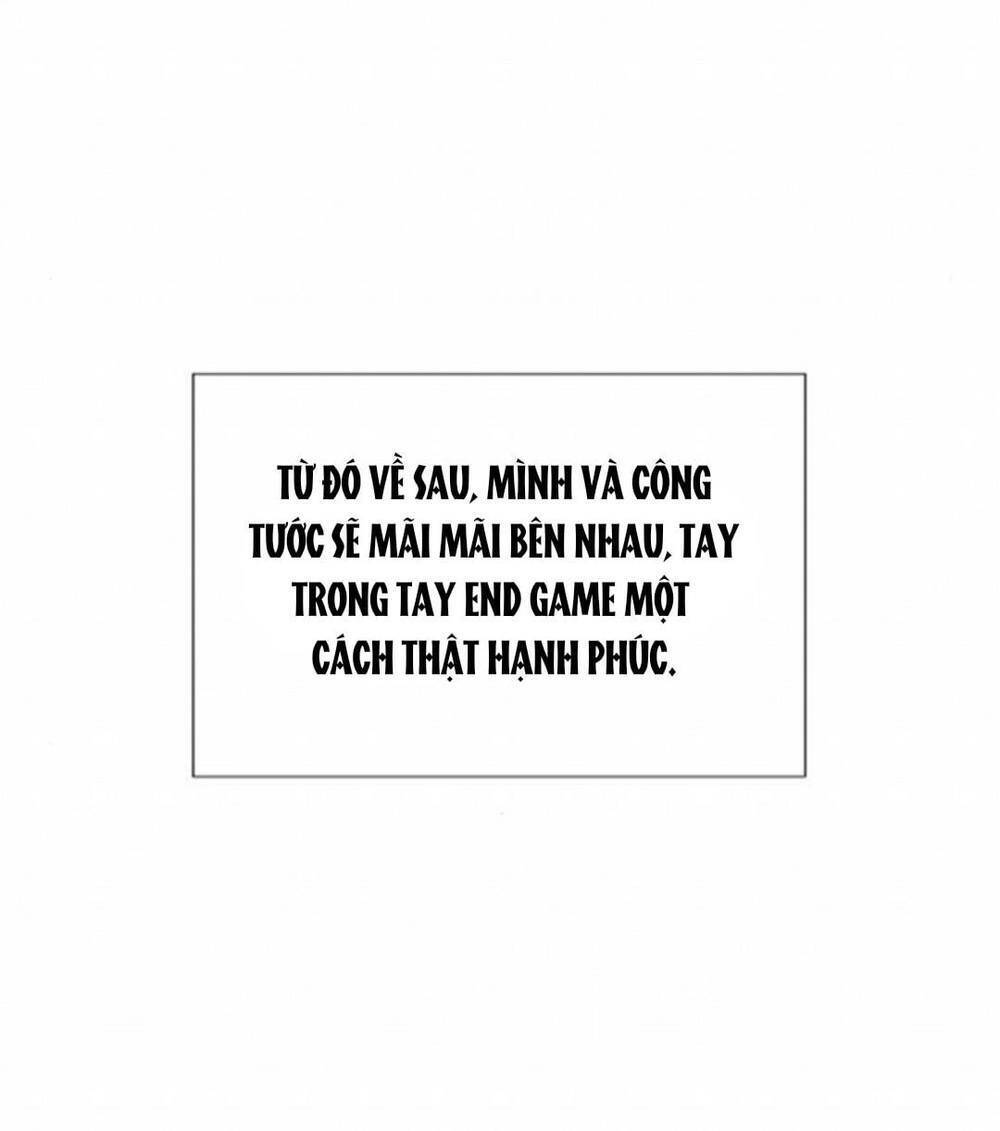 TỪ ĐÓ VỀ SAU, MÌNH VÀ CÔNG
TƯỚC SẼ MÃI MÃI BÊN NHAU, TAY
TRONG TAY END GAME MỘT
CÁCH THẬT HẠNH PHÚC.